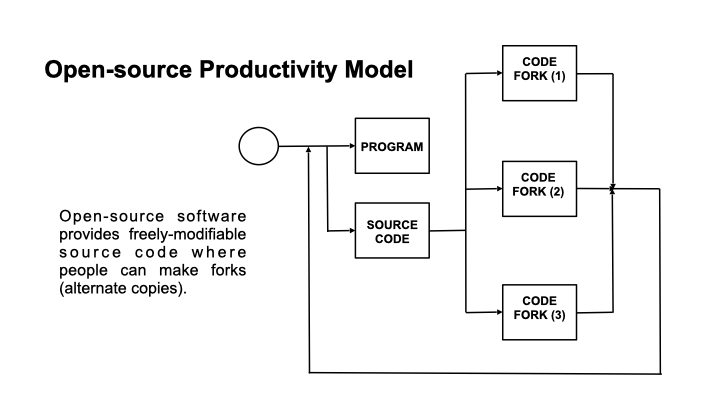 Open-source Productivity Model
CODE
FORK (1)
PROGRAM
CODE
FORK (2)
Open-source software
provides freely-modifiable
source code where
people can make forks
(alternate copies).
SOURCE
CODE
CODE
FORK (3)